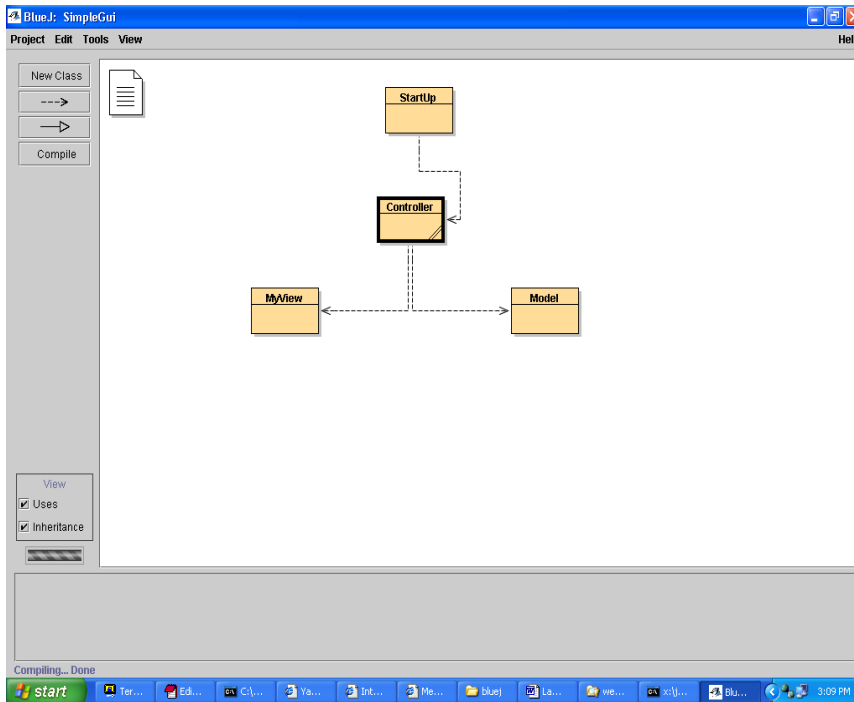 BlueJ: SimpleGui
Project Edit Tools View Hel
New Class
Compile
StartUp
Controller
MyView
Model
View
Uses
Inheritance
Compiling... Done
start Ter... Edi... C:\... Ya... Int... Me... bluej La... we... x:\j... Blu... 3:09 PM